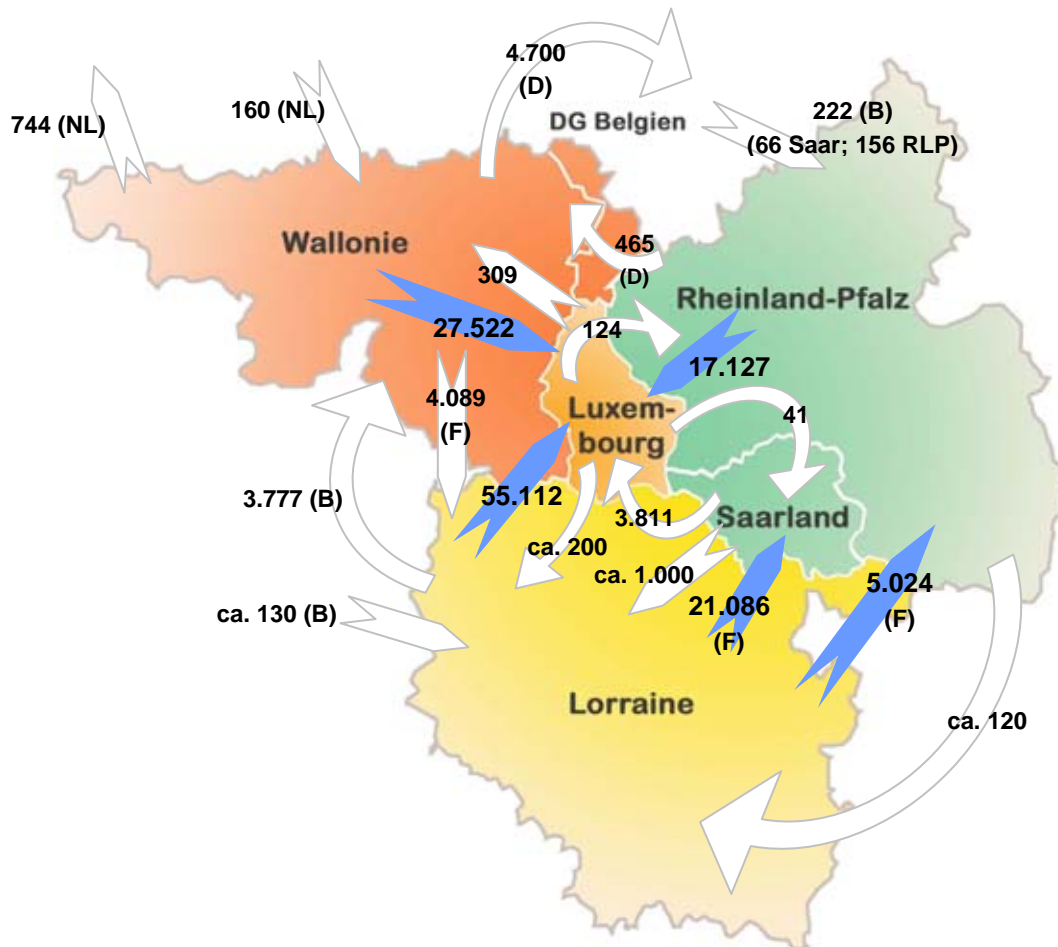 4.700
(D)
744 (NL)
160 (NL)
DG Belgien
222 (B)
(66 Saar; 156 RLP)
Wallonie
465
(D)
309
Rheinland-Pfalz
27.522
124
17.127
4.089
(F)
Luxem-
bourg
41
3.777 (B)
55.112
3.811
Saarland
ca. 200
ca. 1.000
21.086
(F)
5.024
(F)
ca. 130 (B)
Lorraine
ca. 120